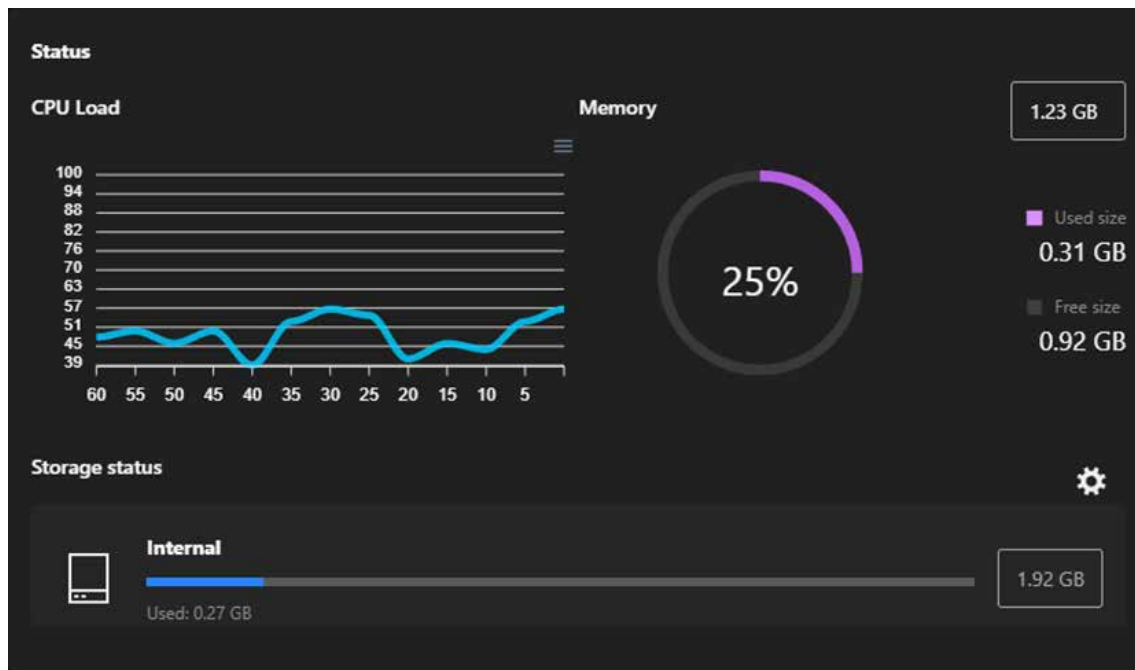 Status
CPU Load
100
94
88
82
76
70
63
57
51
45
39
60 55 50 45 40 35 30 25 20 15 10 5
Memory
1.23 GB
25%
Used size
0.31 GB
Free size
0.92 GB
Storage status
Internal
Used: 0.27 GB
1.92 GB